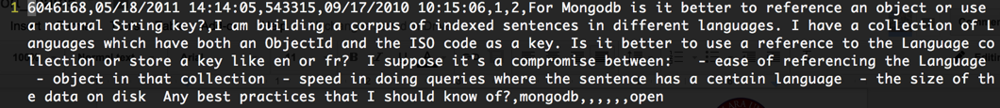 1 6046168,05/18/2011 14:14:05,543315,09/17/2010 10:15:06,1,2,For Mongodb is it better to reference an object or use
a natural String key?,I am building a corpus of indexed sentences in different languages. I have a collection of L
anguages which have both an ObjectId and the ISO code as a key. Is it better to use a reference to the Language co
llection or store a key like en or fr?  I suppose it's a compromise between:   - ease of referencing the Language
 - object in that collection  - speed in doing queries where the sentence has a certain language  - the size of th
e data on disk  Any best practices that I should know of?,mongodb,,,,,,open